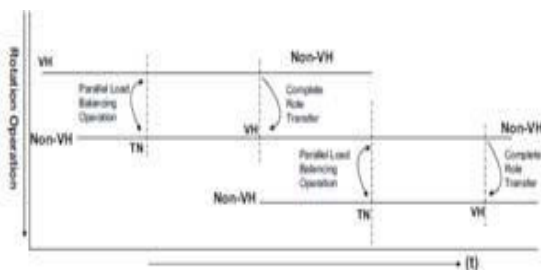 Rotation Operation
VH
Non-VH
Parallel Load
Balancing
Operation
Complete
Role
Transfer
Non-VH
TN
VH
Non-VH
Parallel Load
Balancing
Operation
Complete
Role
Transfer
Non-VH
TN
VH
(t)